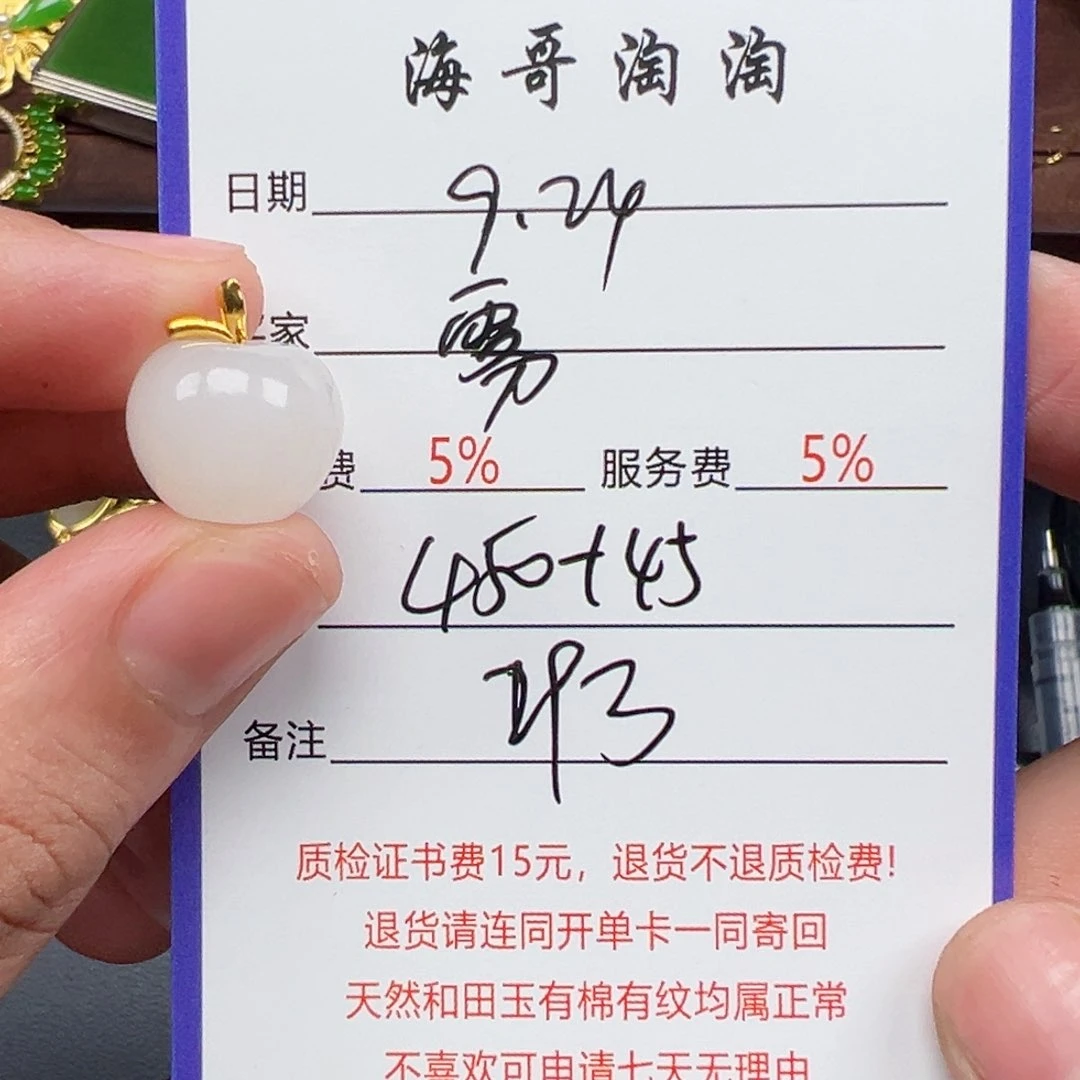 海哥淘淘
日期 9.24
家
费 5% 服务费 5%
450+45
备注
质检证书费15元，退货不退质检费！
退货请连同开单卡一同寄回
天然和田玉有棉有纹均属正常
不喜欢可申请七天无理由